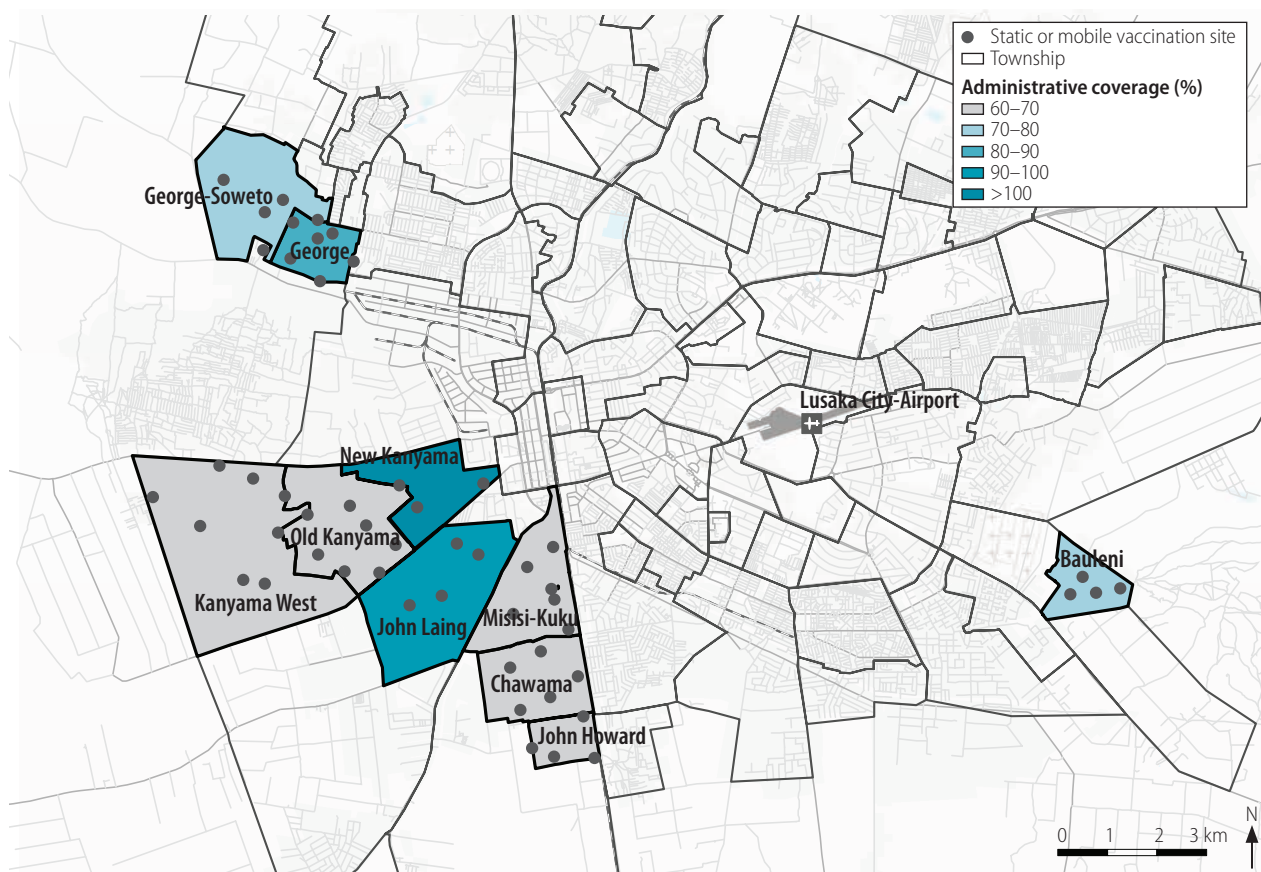 Static or mobile vaccination site
Township
Administrative coverage (%)
60–70
70–80
80–90
90–100
>100
George-Soweto
George
Lusaka City-Airport
New Kanyama
Old Kanyama
Bauleni
Kanyama West
John Laing
Misisi-Kuku
Chawama
John Howard
N
0 1 2 3 km